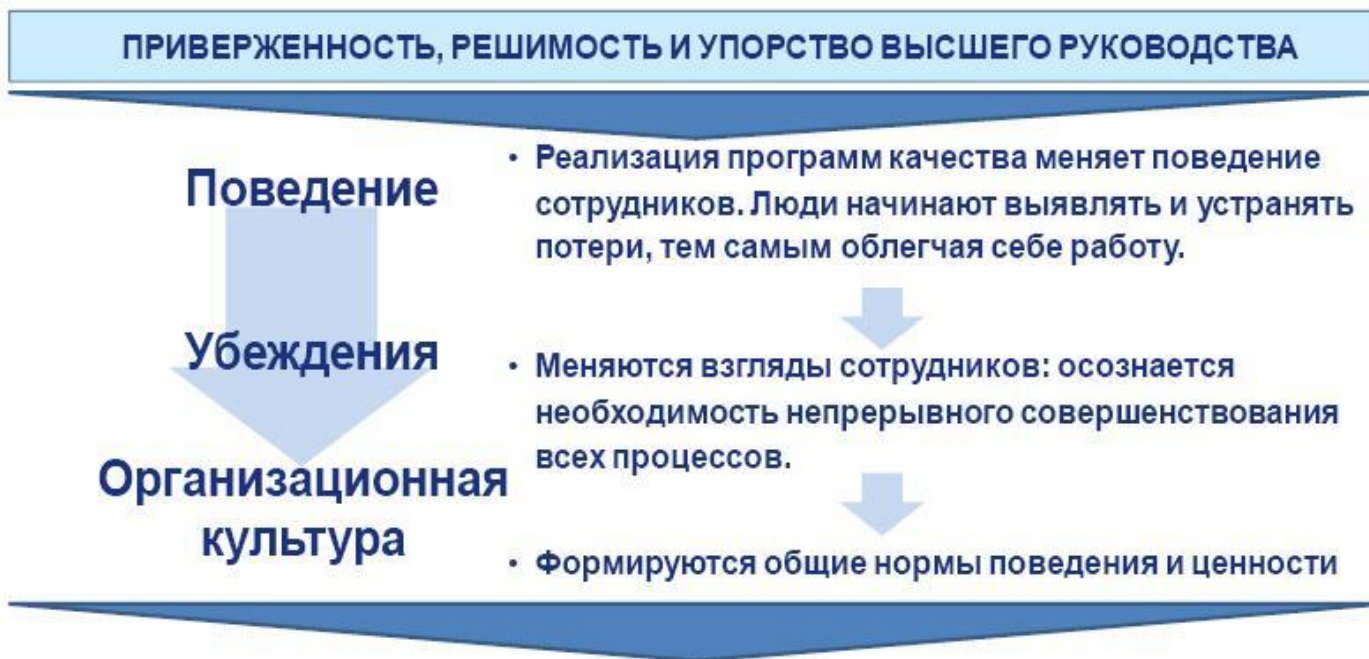 ПРИВЕРЖЕННОСТЬ, РЕШИМОСТЬ И УПОРСТВО ВЫСШЕГО РУКОВОДСТВА
Поведение
• Реализация программ качества меняет поведение
сотрудников. Люди начинают выявлять и устранять
потери, тем самым облегчая себе работу.
Убеждения
• Меняются взгляды сотрудников: осознается
необходимость непрерывного совершенствования
всех процессов.
Организационная
культура
• Формируются общие нормы поведения и ценности